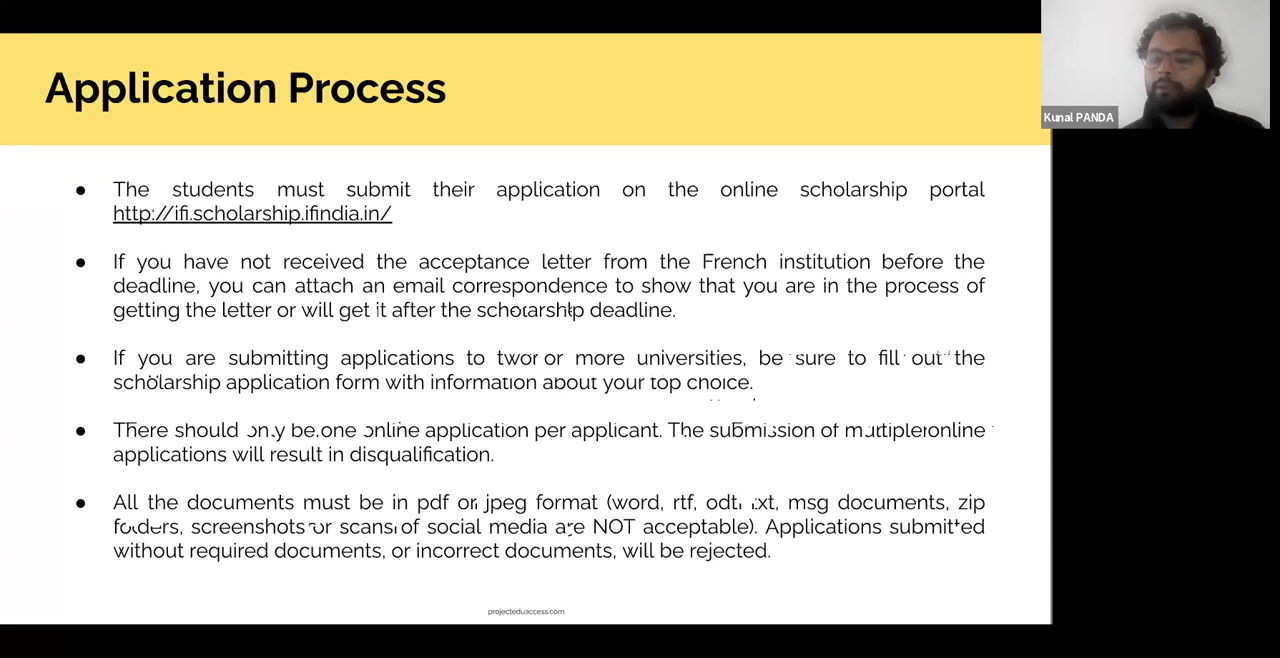 Application Process
Kunal PANDA
● The students must submit their application on the online scholarship portal
http://ifi.scholarship.ifindia.in/
● If you have not received the acceptance letter from the French institution before the
deadline, you can attach an email correspondence to show that you are in the process of
getting the letter or will get it after the scholarship deadline.
● If you are submitting applications to two or more universities, be sure to fill out the
scholarship application form with information about your top choice.
● There should only be one online application per applicant. The submission of multiple online
applications will result in disqualification.
● All the documents must be in pdf or jpeg format (word, rtf, odt, txt, msg documents, zip
folders, screenshots or scans of social media are NOT acceptable). Applications submitted
without required documents, or incorrect documents, will be rejected.
projecteduaccess.com